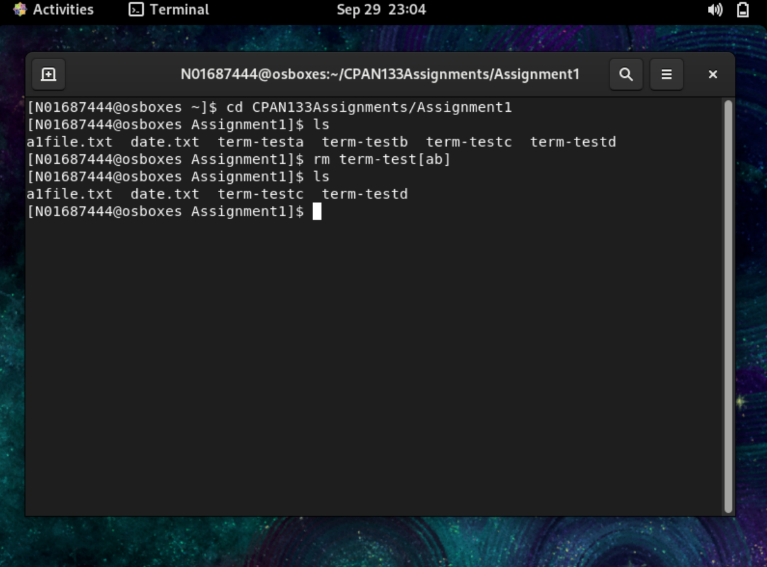 Activities Terminal Sep 29 23:04
N01687444@osboxes:~/CPAN133Assignments/Assignment1
[N01687444@osboxes ~]$ cd CPAN133Assignments/Assignment1
[N01687444@osboxes Assignment1]$ ls
a1file.txt  date.txt  term-testa  term-testb  term-testc  term-testd
[N01687444@osboxes Assignment1]$ rm term-test[ab]
[N01687444@osboxes Assignment1]$ ls
a1file.txt  date.txt  term-testc  term-testd
[N01687444@osboxes Assignment1]$